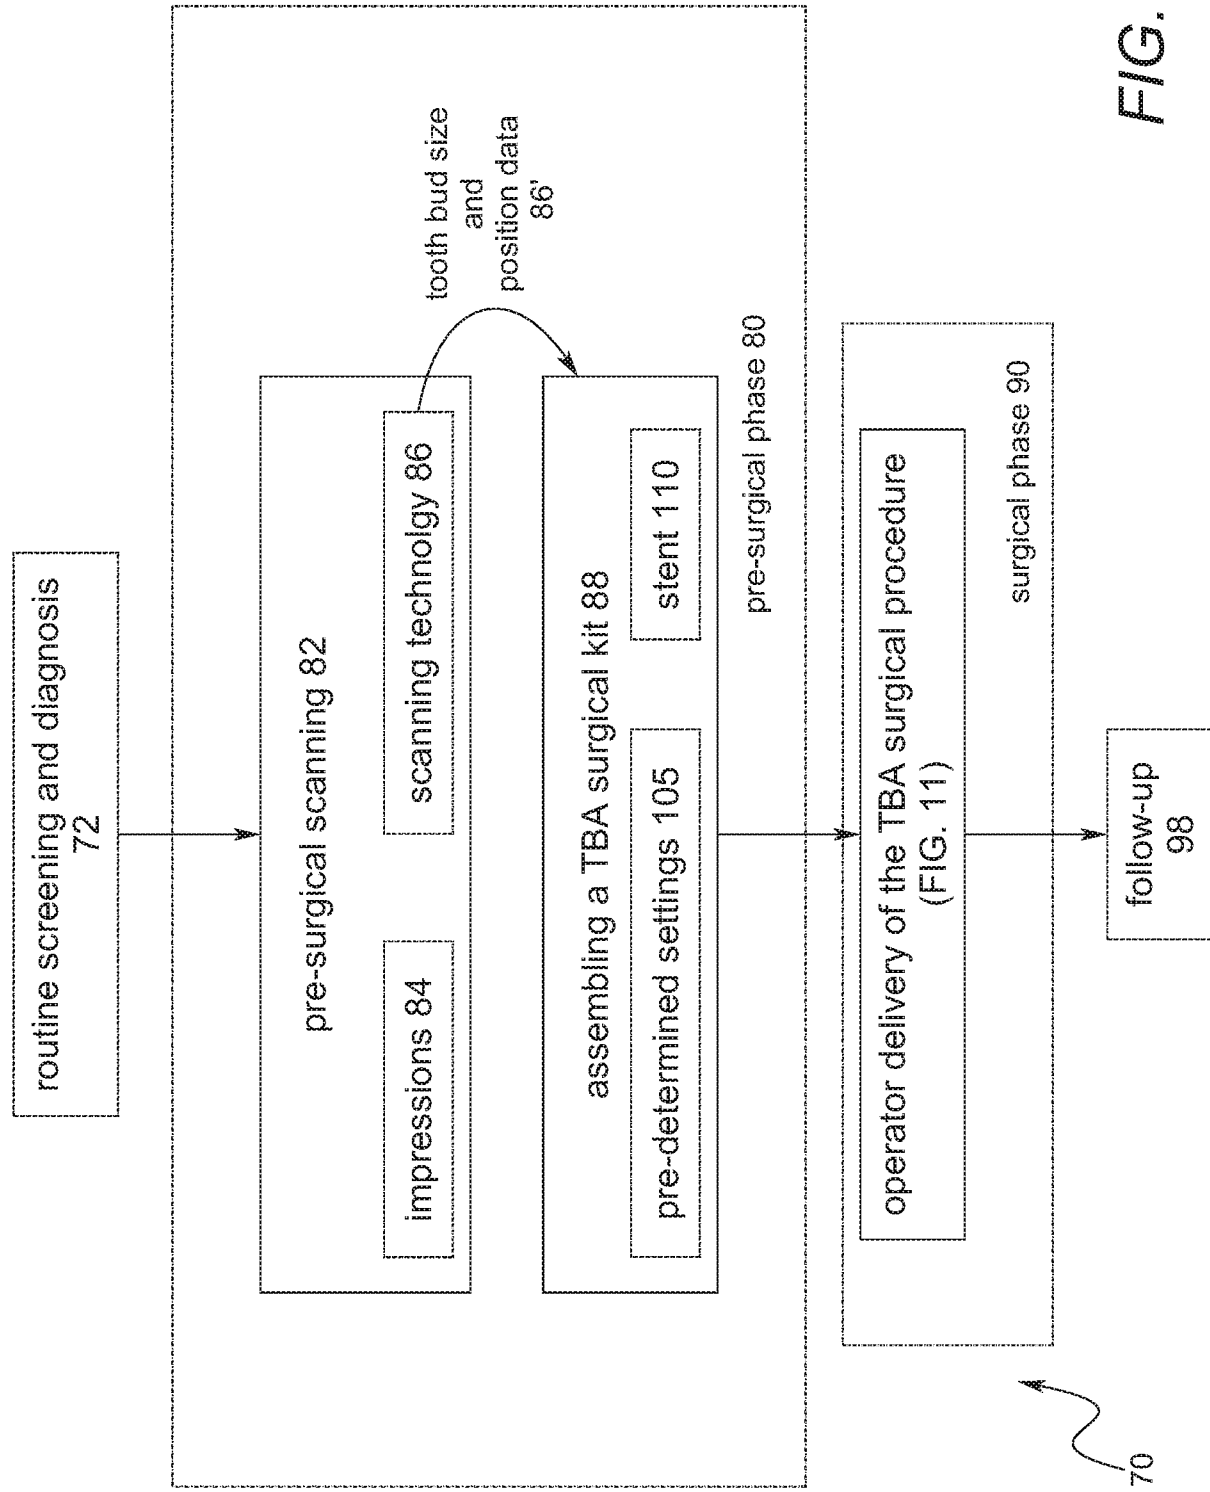 routine screening and diagnosis
72
pre-surgical scanning 82
impressions 84
scanning technolgy 86
tooth bud size
and
position data
86'
assembling a TBA surgical kit 88
pre-determined settings 105
stent 110
pre-surgical phase 80
operator delivery of the TBA surgical procedure
(FIG. 11)
surgical phase 90
follow-up
98
70
FIG.